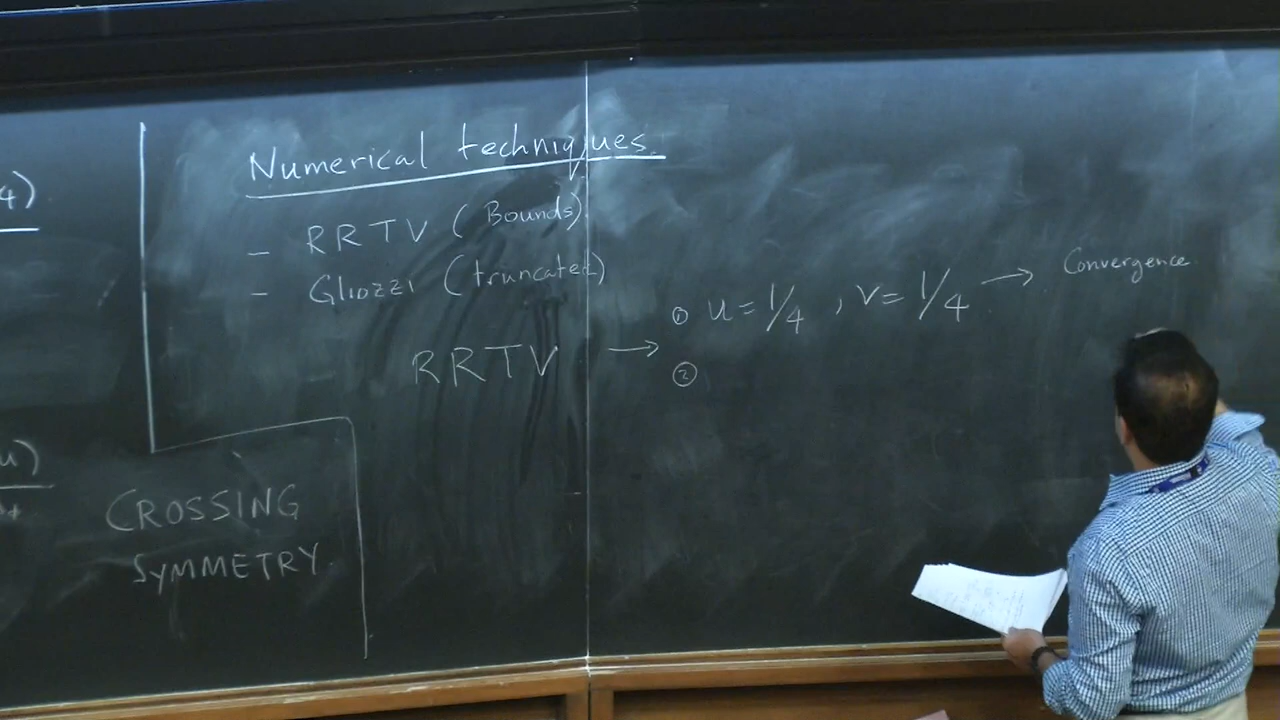 4)
u)
CROSSING
SYMMETRY
Numerical techniques
– RRTV (Bounds)
– Gliozzi (truncated)
RRTV → ① u = 1/4 , v = 1/4 → Convergence
②